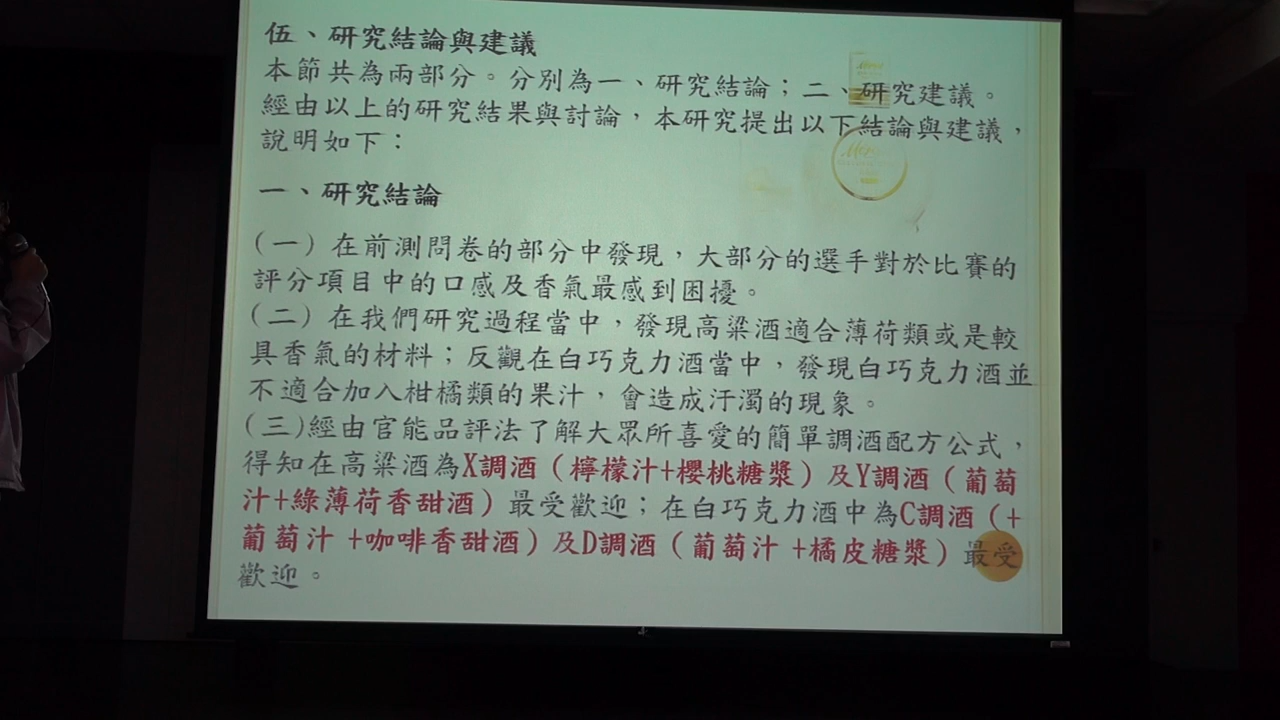 伍、研究結論與建議
本節共為兩部分。分別為一、研究結論；二、研究建議。
經由以上的研究結果與討論，本研究提出以下結論與建議，
說明如下：
一、研究結論
(一) 在前測問卷的部分中發現，大部分的選手對於比賽的
評分項目中的口感及香氣最感到困擾。
(二) 在我們研究過程當中，發現高粱酒適合薄荷類或是較
具香氣的材料；反觀在白巧克力酒當中，發現白巧克力酒並
不適合加入柑橘類的果汁，會造成汙濁的現象。
(三)經由官能品評法了解大眾所喜愛的簡單調酒配方公式，
得知在高粱酒為X調酒（檸檬汁+櫻桃糖漿）及Y調酒（葡萄
汁+綠薄荷香甜酒）最受歡迎；在白巧克力酒中為C調酒（+
葡萄汁 +咖啡香甜酒）及D調酒（葡萄汁 +橘皮糖漿）最受
歡迎。